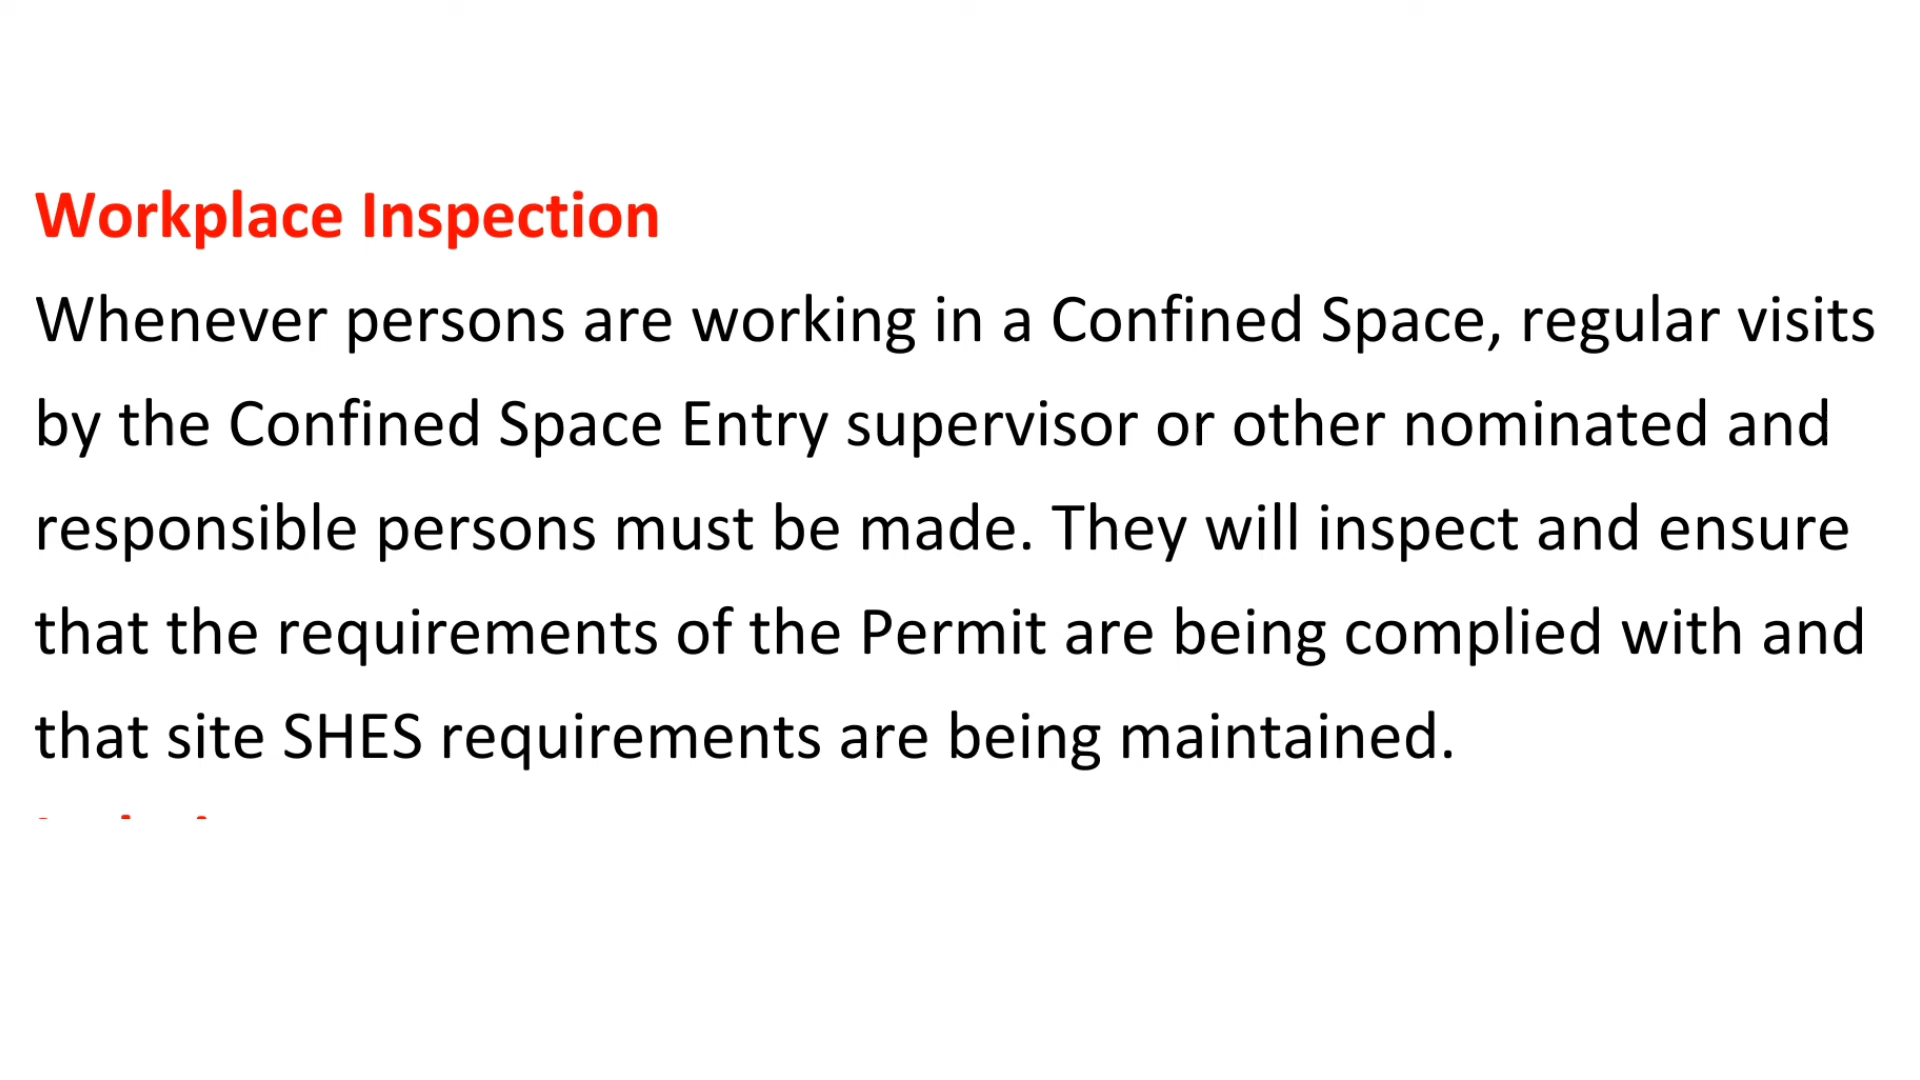 Workplace Inspection
Whenever persons are working in a Confined Space, regular visits
by the Confined Space Entry supervisor or other nominated and
responsible persons must be made. They will inspect and ensure
that the requirements of the Permit are being complied with and
that site SHES requirements are being maintained.